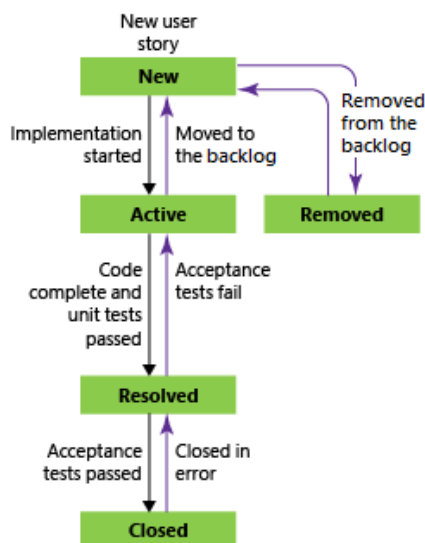 New user
story
New
Implementation
started
Moved to
the backlog
Removed
from the
backlog
Active
Removed
Code
complete and
unit tests
passed
Acceptance
tests fail
Resolved
Acceptance
tests passed
Closed in
error
Closed